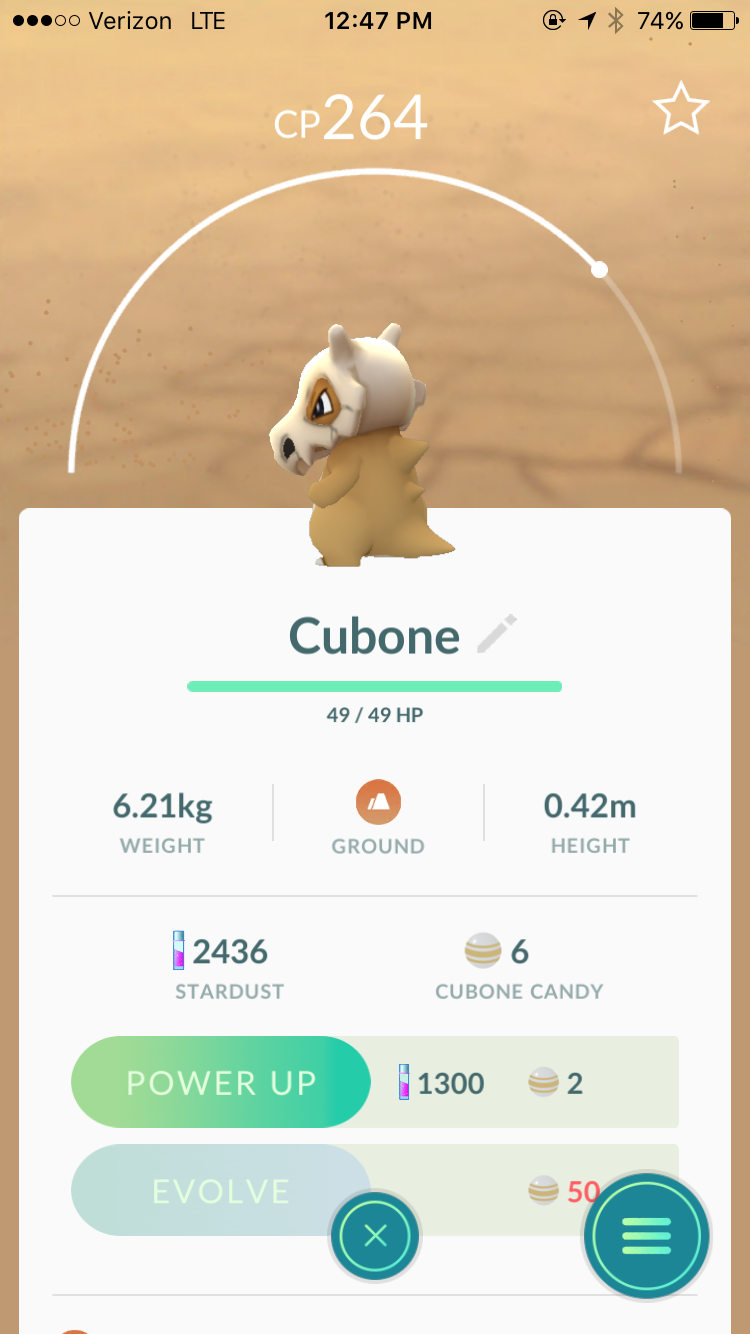 Verizon LTE 12:47 PM 74%
CP264
Cubone
49 / 49 HP
6.21kg 0.42m
WEIGHT GROUND HEIGHT
2436 6
STARDUST CUBONE CANDY
POWER UP 1300 2
EVOLVE 50